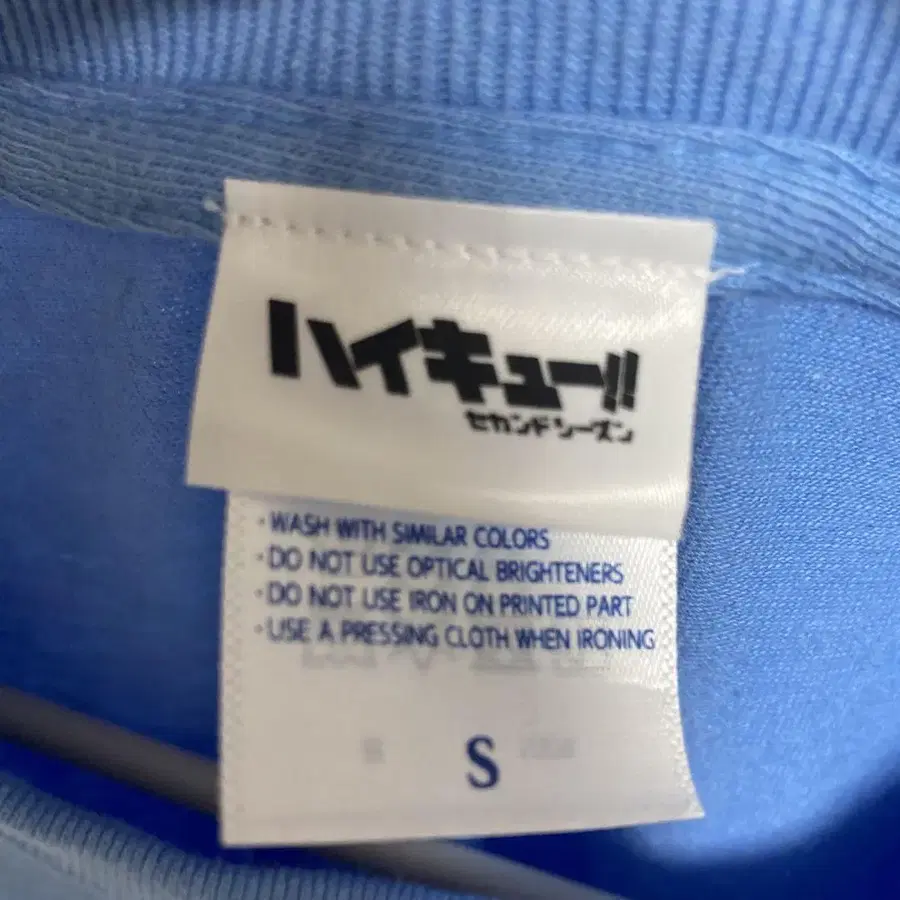 ハイキュー!!
セカンドシーズン
・WASH WITH SIMILAR COLORS
・DO NOT USE OPTICAL BRIGHTENERS
・DO NOT USE IRON ON PRINTED PART
・USE A PRESSING CLOTH WHEN IRONING
S